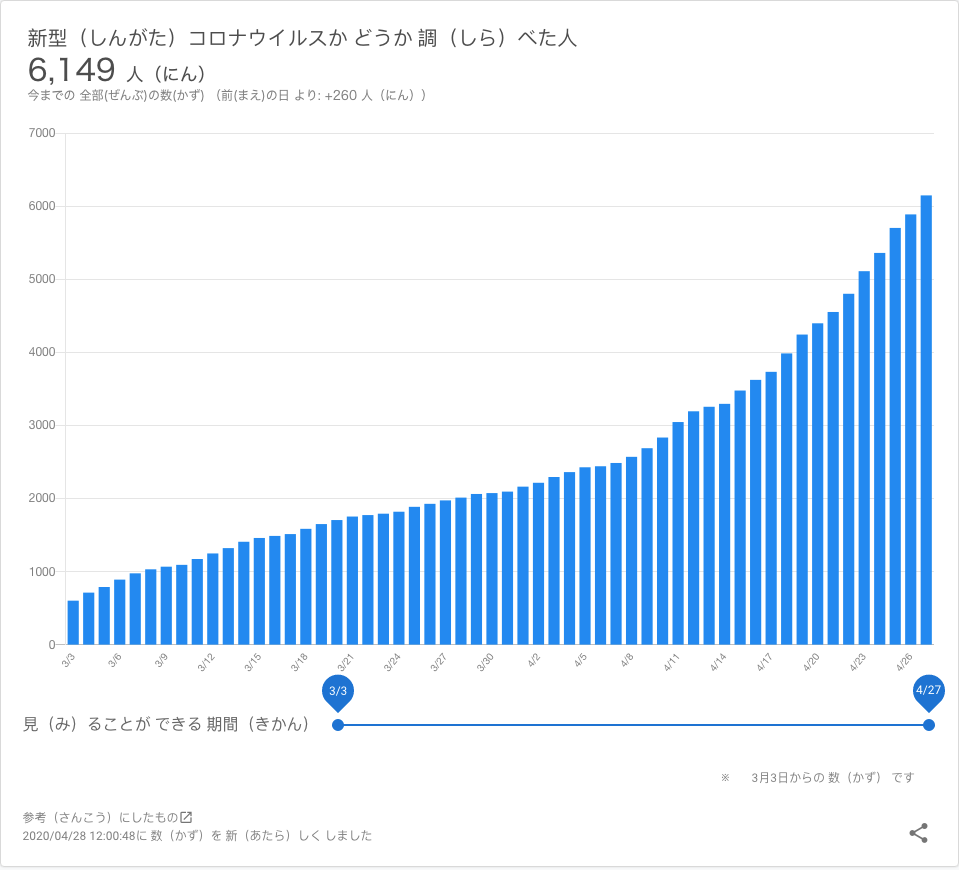 新型（しんがた）コロナウイルスか どうか 調（しら）べた人
6,149 人（にん）
今までの 全部(ぜんぶ)の数(かず) （前(まえ)の日 より: +260 人（にん））
7000
6000
5000
4000
3000
2000
1000
0
3/3 3/6 3/9 3/12 3/15 3/18 3/21 3/24 3/27 3/30 4/2 4/5 4/8 4/11 4/14 4/17 4/20 4/23 4/26
3/3 4/27
見（み）ることが できる 期間（きかん）
※ 3月3日からの 数（かず） です
参考（さんこう）にしたもの
2020/04/28 12:00:48に 数（かず）を 新（あたら）しく しました